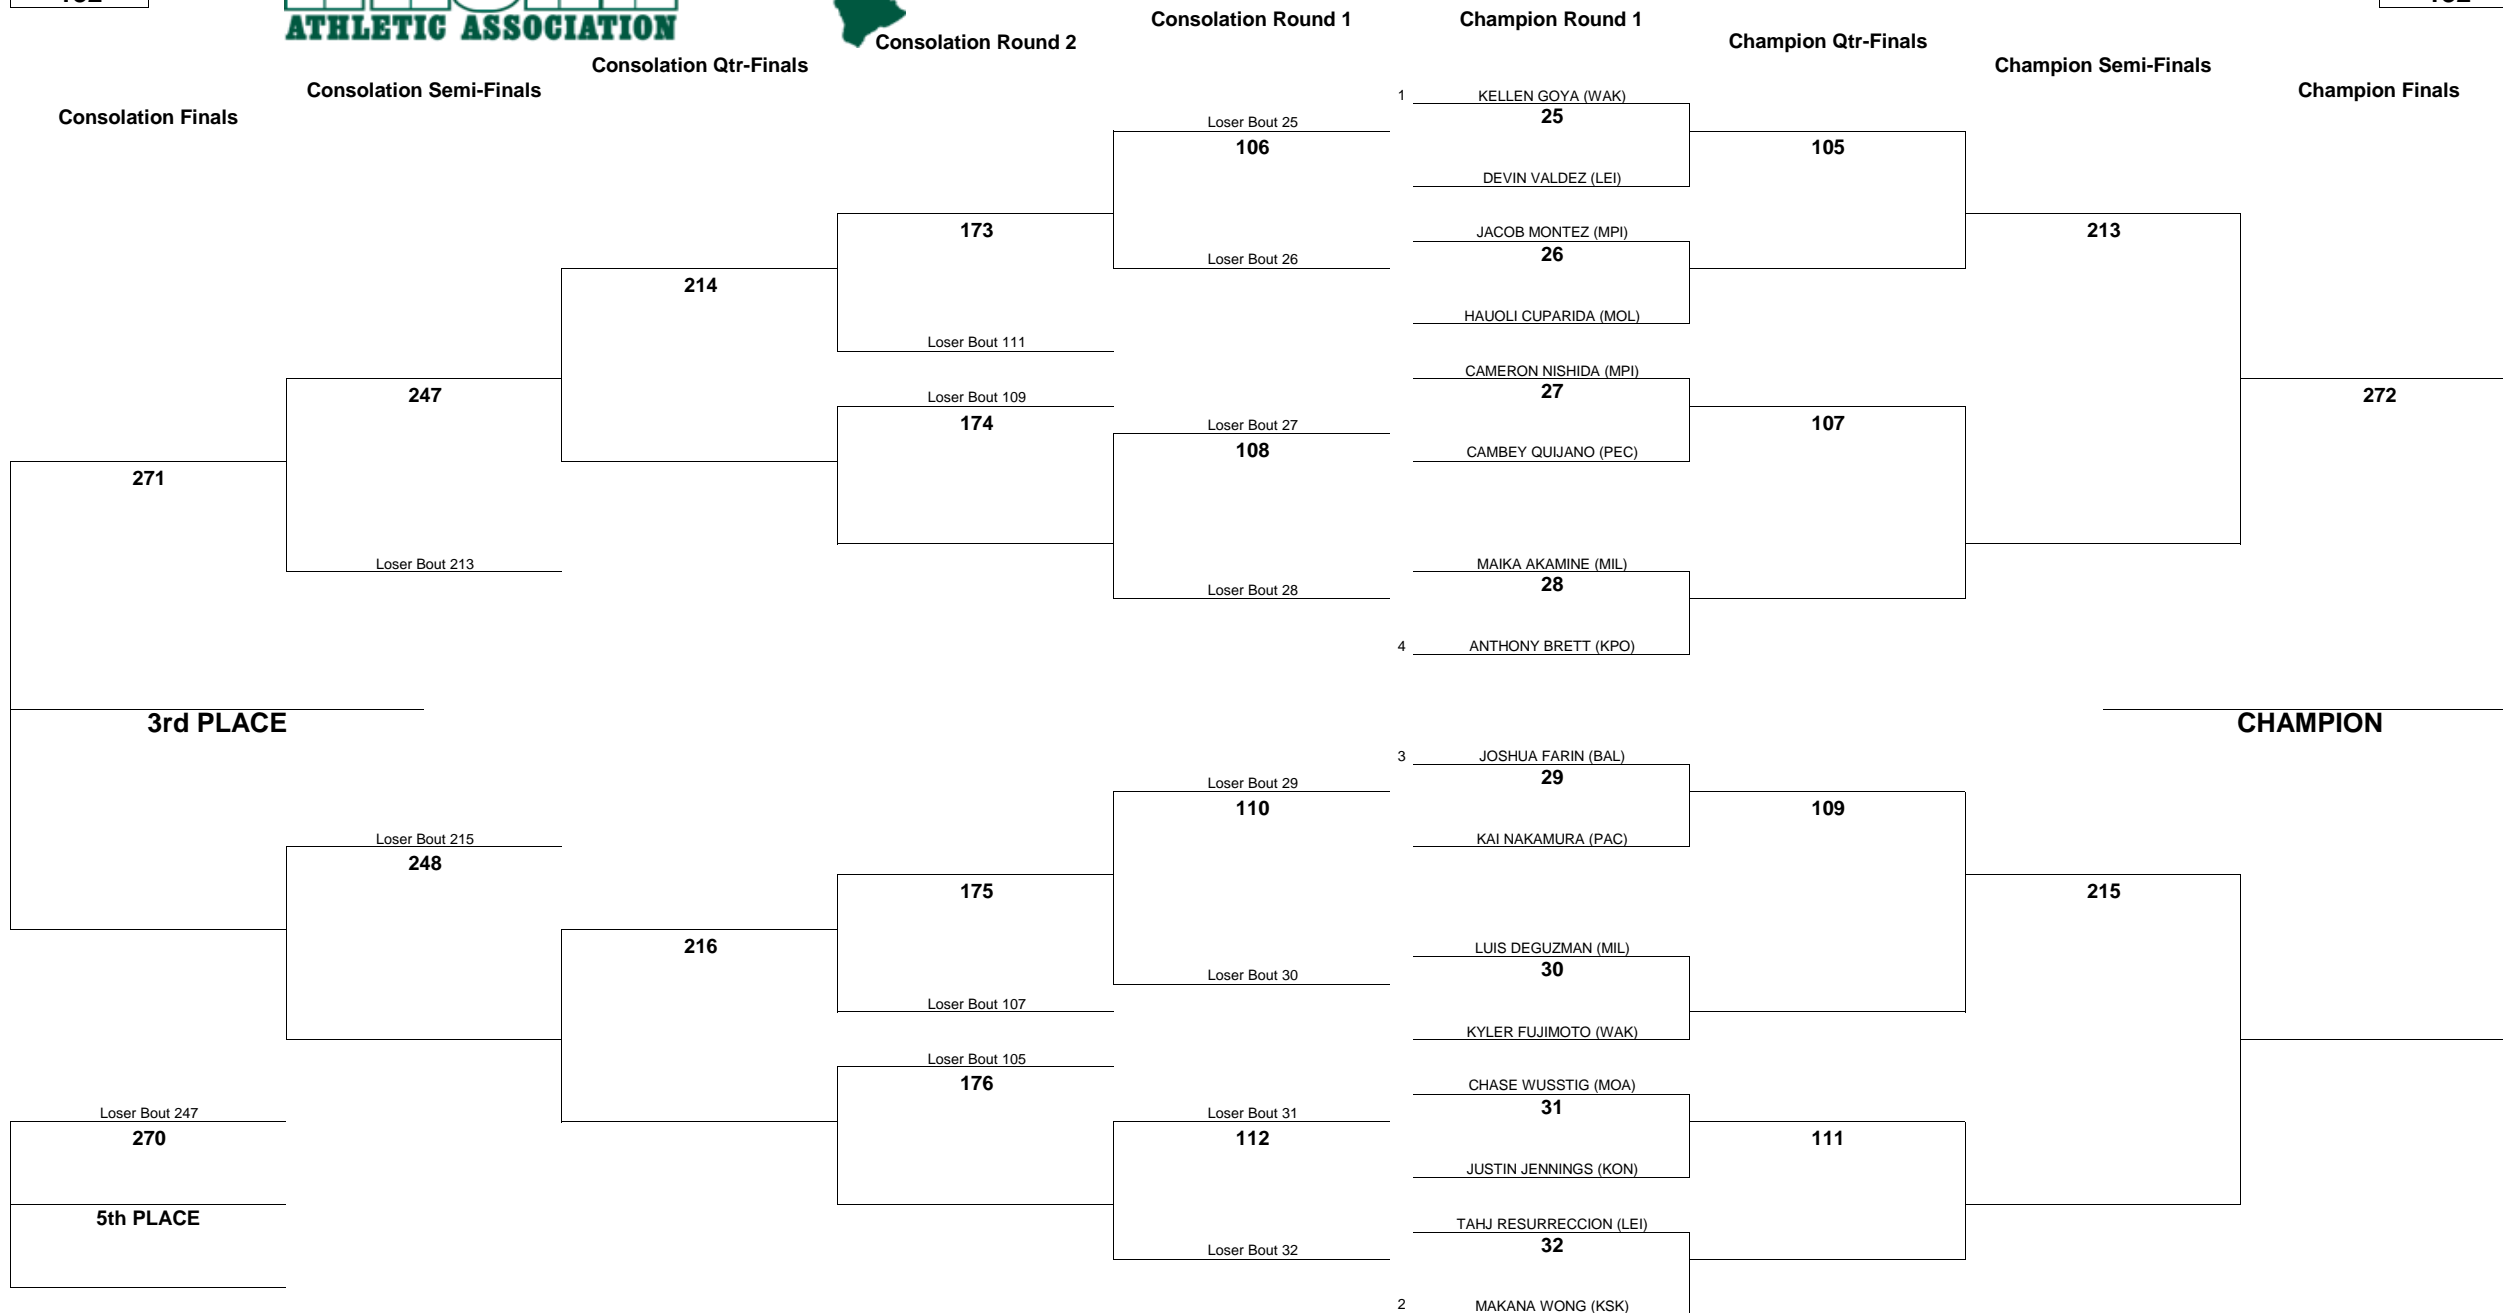 ATHLETIC ASSOCIATION
Consolation Round 1
Champion Round 1
Consolation Round 2
Champion Qtr-Finals
Consolation Qtr-Finals
Champion Semi-Finals
Consolation Semi-Finals
Champion Finals
Consolation Finals
1 KELLEN GOYA (WAK)
25
Loser Bout 25
106
105
DEVIN VALDEZ (LEI)
173
JACOB MONTEZ (MPI)
213
26
Loser Bout 26
214
HAUOLI CUPARIDA (MOL)
Loser Bout 111
CAMERON NISHIDA (MPI)
247
27
272
Loser Bout 109
174
Loser Bout 27
107
108
CAMBEY QUIJANO (PEC)
271
Loser Bout 213
MAIKA AKAMINE (MIL)
28
Loser Bout 28
4 ANTHONY BRETT (KPO)
3rd PLACE
CHAMPION
3 JOSHUA FARIN (BAL)
29
Loser Bout 29
110
109
Loser Bout 215
KAI NAKAMURA (PAC)
248
175
215
216
LUIS DEGUZMAN (MIL)
30
Loser Bout 30
Loser Bout 107
KYLER FUJIMOTO (WAK)
Loser Bout 105
176
CHASE WUSSTIG (MOA)
31
Loser Bout 247
Loser Bout 31
270
112
111
JUSTIN JENNINGS (KON)
5th PLACE
TAHJ RESURRECCION (LEI)
32
Loser Bout 32
2 MAKANA WONG (KSK)